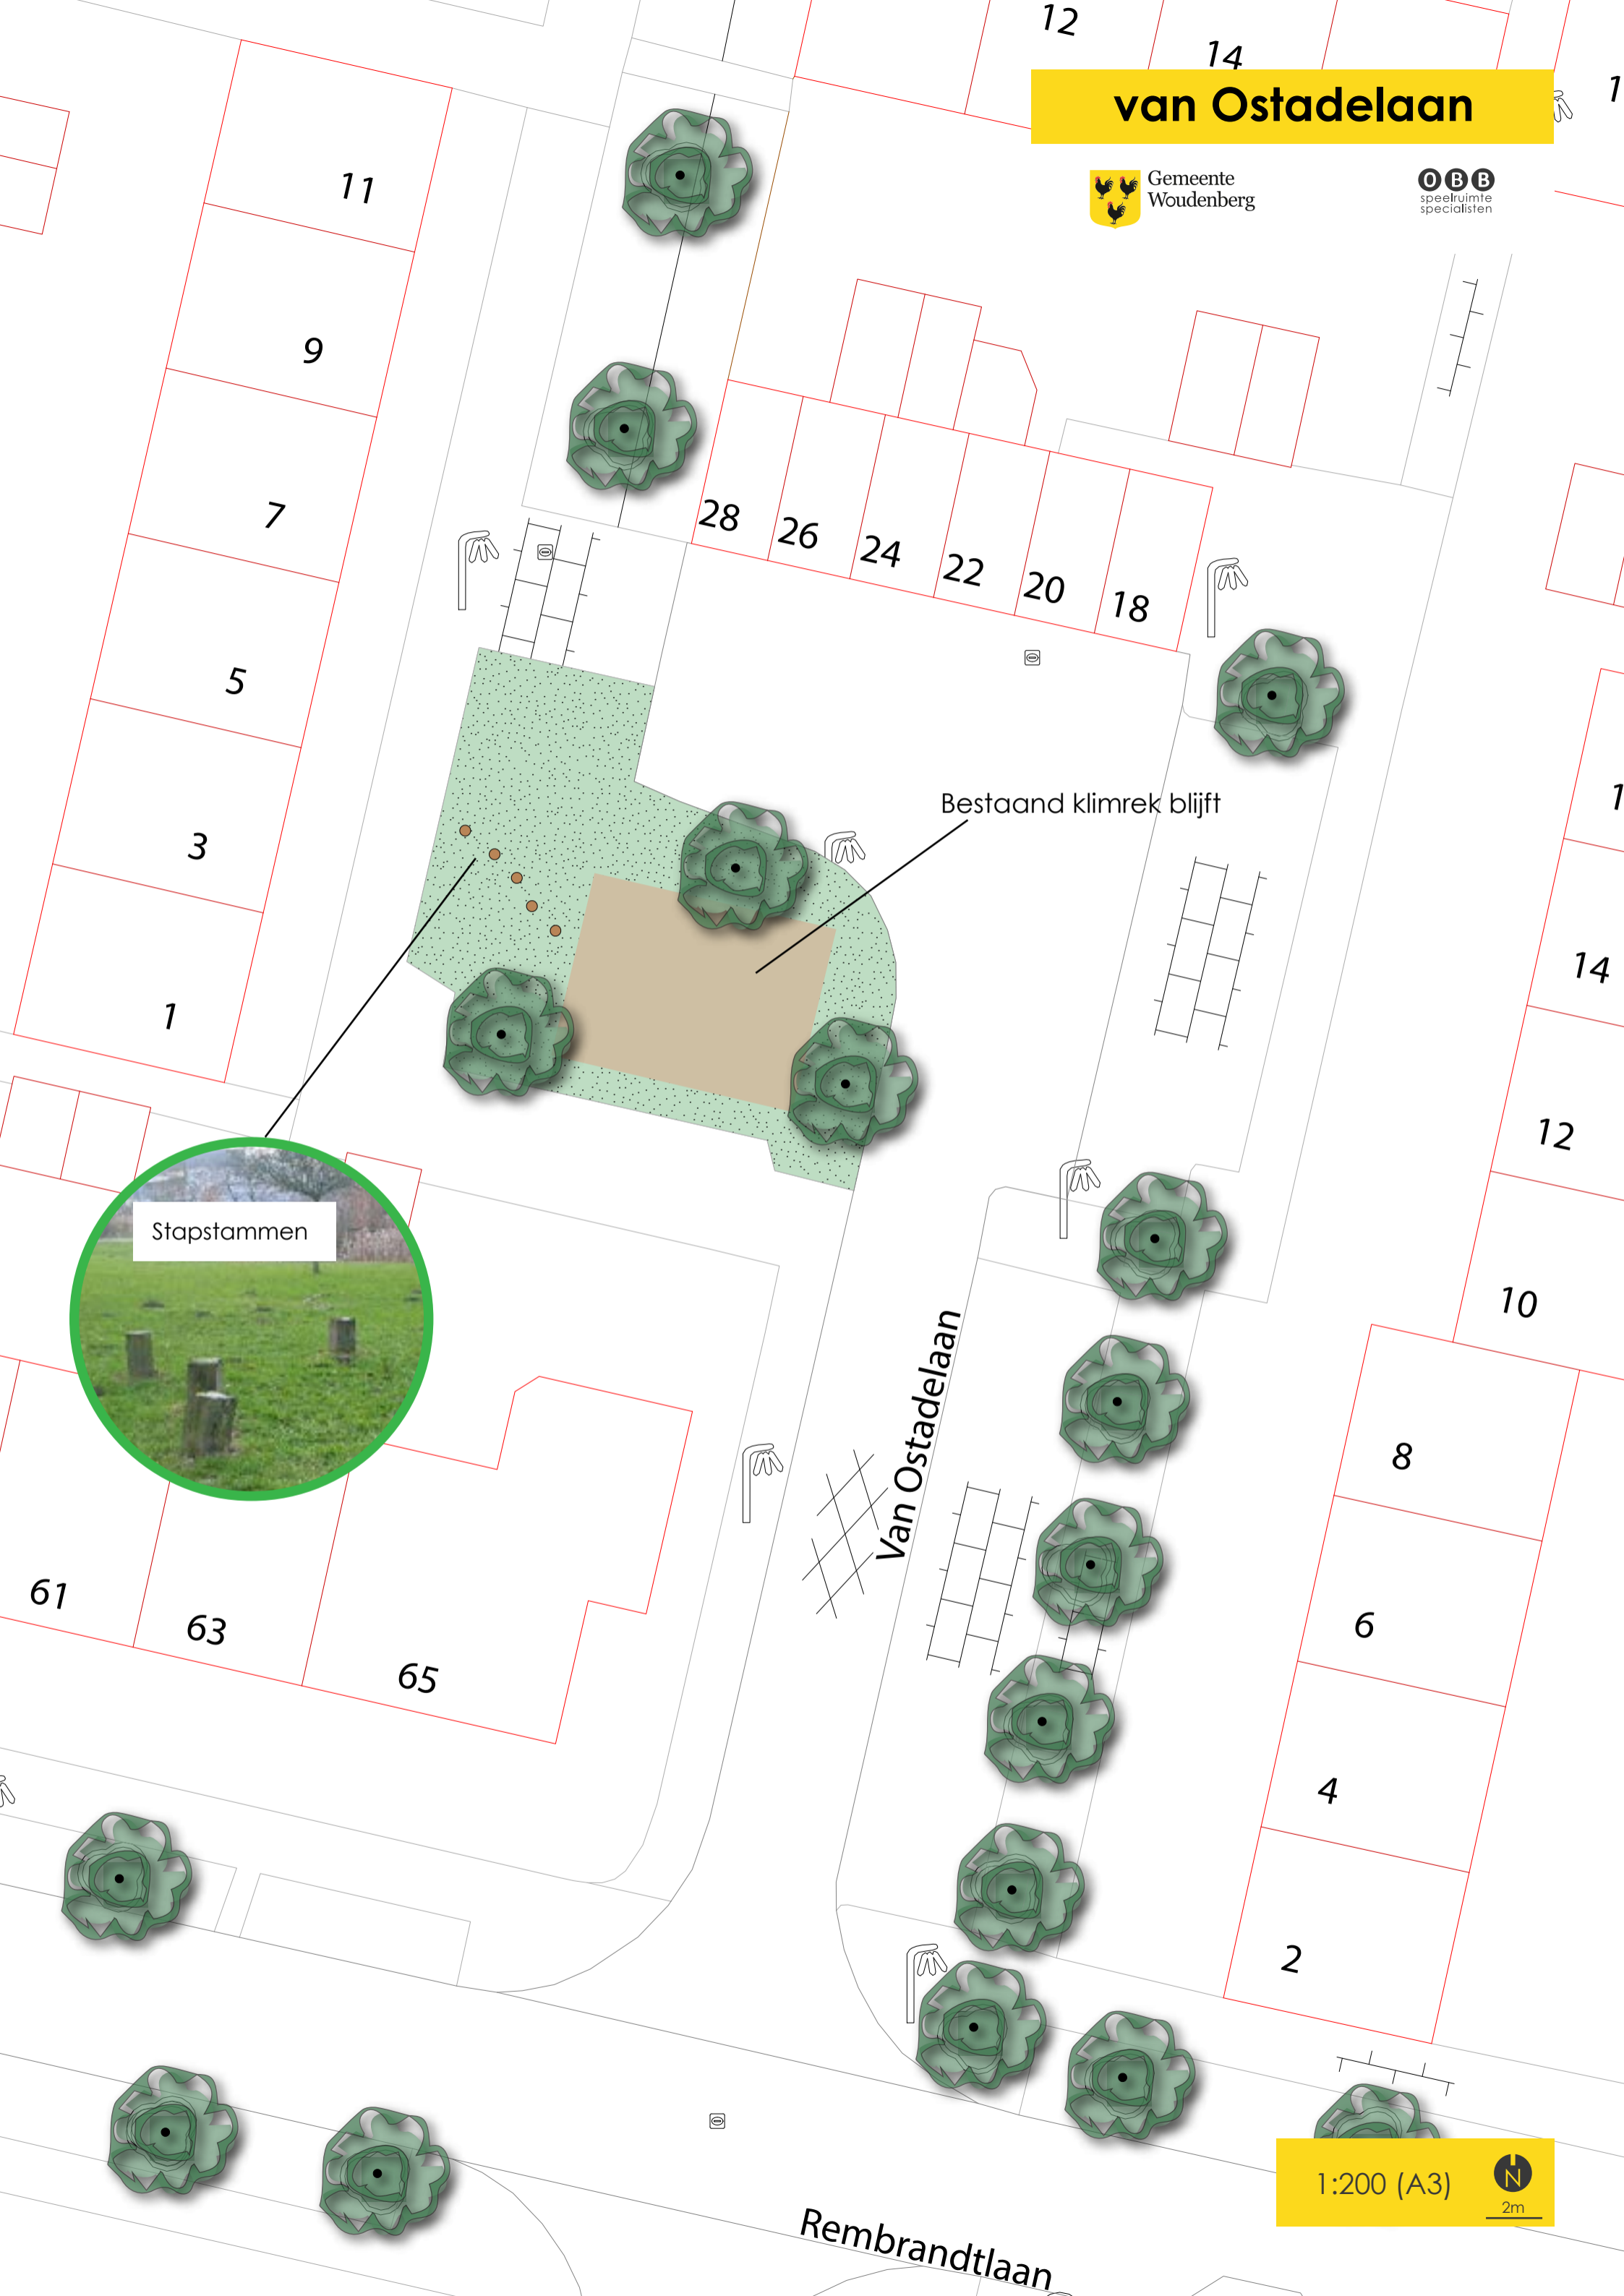 12
14
1
van Ostadelaan
Gemeente
Woudenberg
OBB
speelruimte
specialisten
11
9
7
5
3
1
28
26
24
22
20
18
Bestaand klimrek blijft
1
14
12
10
8
6
4
2
Stapstammen
Van Ostadelaan
61
63
65
1:200 (A3)
N
2m
Rembrandtlaan